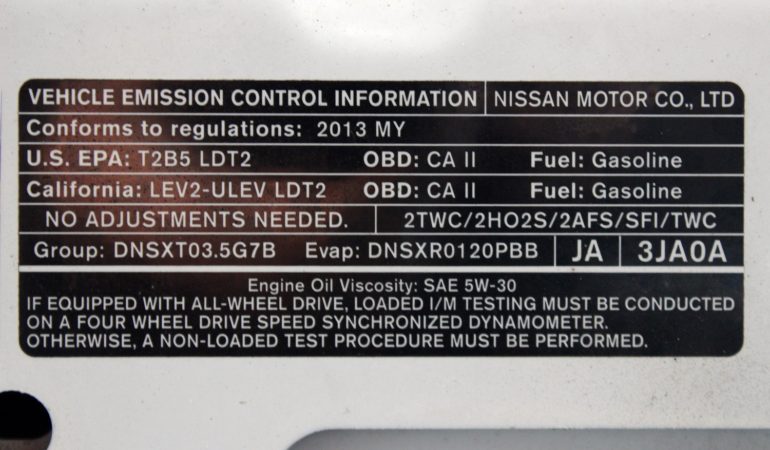 VEHICLE EMISSION CONTROL INFORMATION NISSAN MOTOR CO., LTD
Conforms to regulations: 2013 MY
U.S. EPA: T2B5 LDT2 OBD: CA II Fuel: Gasoline
California: LEV2-ULEV LDT2 OBD: CA II Fuel: Gasoline
NO ADJUSTMENTS NEEDED. 2TWC/2HO2S/2AFS/SFI/TWC
Group: DNSXT03.5G7B Evap: DNSXR0120PBB JA 3JA0A
Engine Oil Viscosity: SAE 5W-30
IF EQUIPPED WITH ALL-WHEEL DRIVE, LOADED I/M TESTING MUST BE CONDUCTED
ON A FOUR WHEEL DRIVE SPEED SYNCHRONIZED DYNAMOMETER.
OTHERWISE, A NON-LOADED TEST PROCEDURE MUST BE PERFORMED.